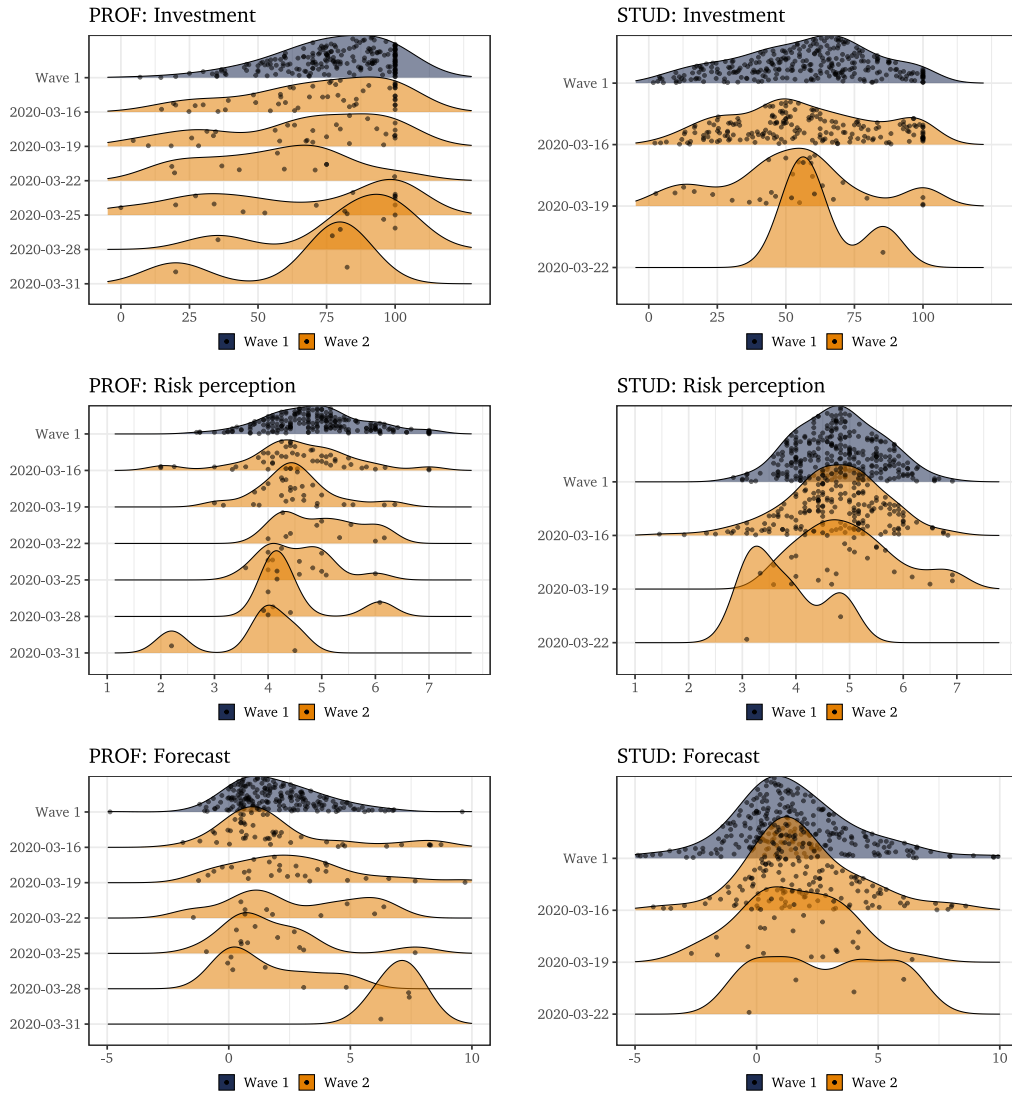 PROF: Investment
Wave 1
2020-03-16
2020-03-19
2020-03-22
2020-03-25
2020-03-28
2020-03-31
0 25 50 75 100
Wave 1 Wave 2
STUD: Investment
Wave 1
2020-03-16
2020-03-19
2020-03-22
0 25 50 75 100
Wave 1 Wave 2
PROF: Risk perception
Wave 1
2020-03-16
2020-03-19
2020-03-22
2020-03-25
2020-03-28
2020-03-31
1 2 3 4 5 6 7
Wave 1 Wave 2
STUD: Risk perception
Wave 1
2020-03-16
2020-03-19
2020-03-22
1 2 3 4 5 6 7
Wave 1 Wave 2
PROF: Forecast
Wave 1
2020-03-16
2020-03-19
2020-03-22
2020-03-25
2020-03-28
2020-03-31
-5 0 5 10
Wave 1 Wave 2
STUD: Forecast
Wave 1
2020-03-16
2020-03-19
2020-03-22
-5 0 5 10
Wave 1 Wave 2